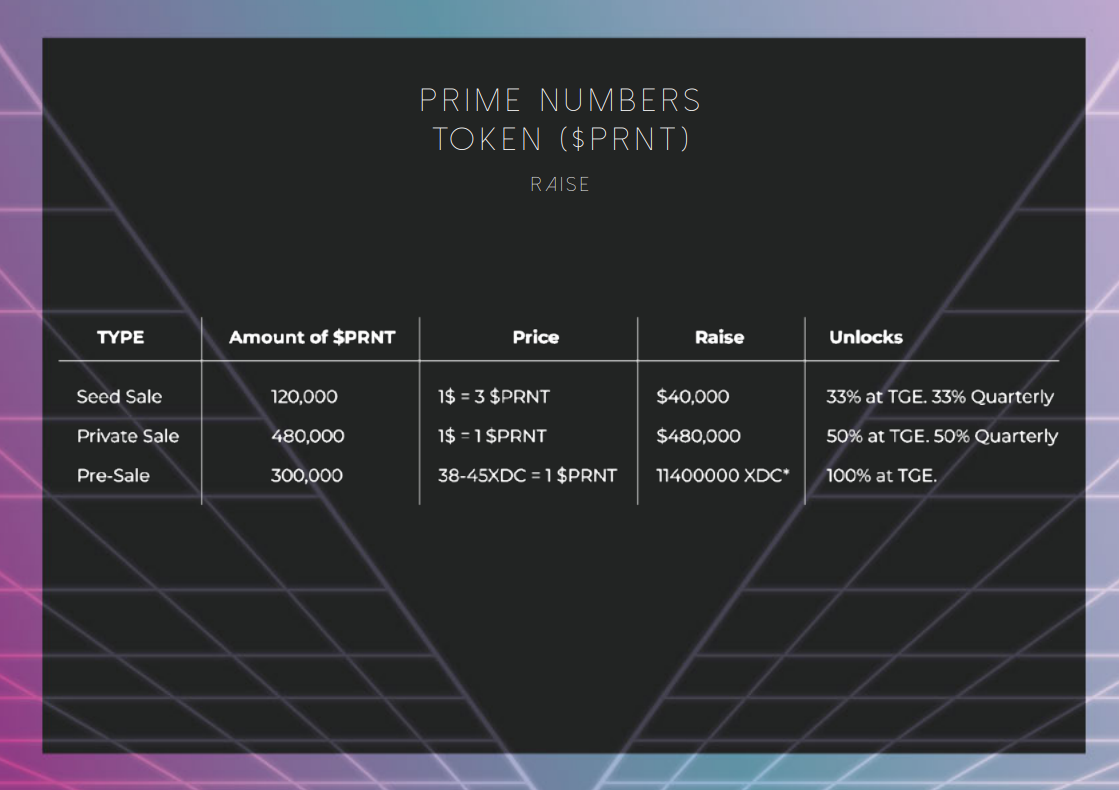 PRIME NUMBERS
TOKEN ($PRNT)
RAISE
TYPE Amount of $PRNT Price Raise Unlocks
Seed Sale 120,000 1$ = 3 $PRNT $40,000 33% at TGE. 33% Quarterly
Private Sale 480,000 1$ = 1 $PRNT $480,000 50% at TGE. 50% Quarterly
Pre-Sale 300,000 38-45XDC = 1 $PRNT 11400000 XDC* 100% at TGE.